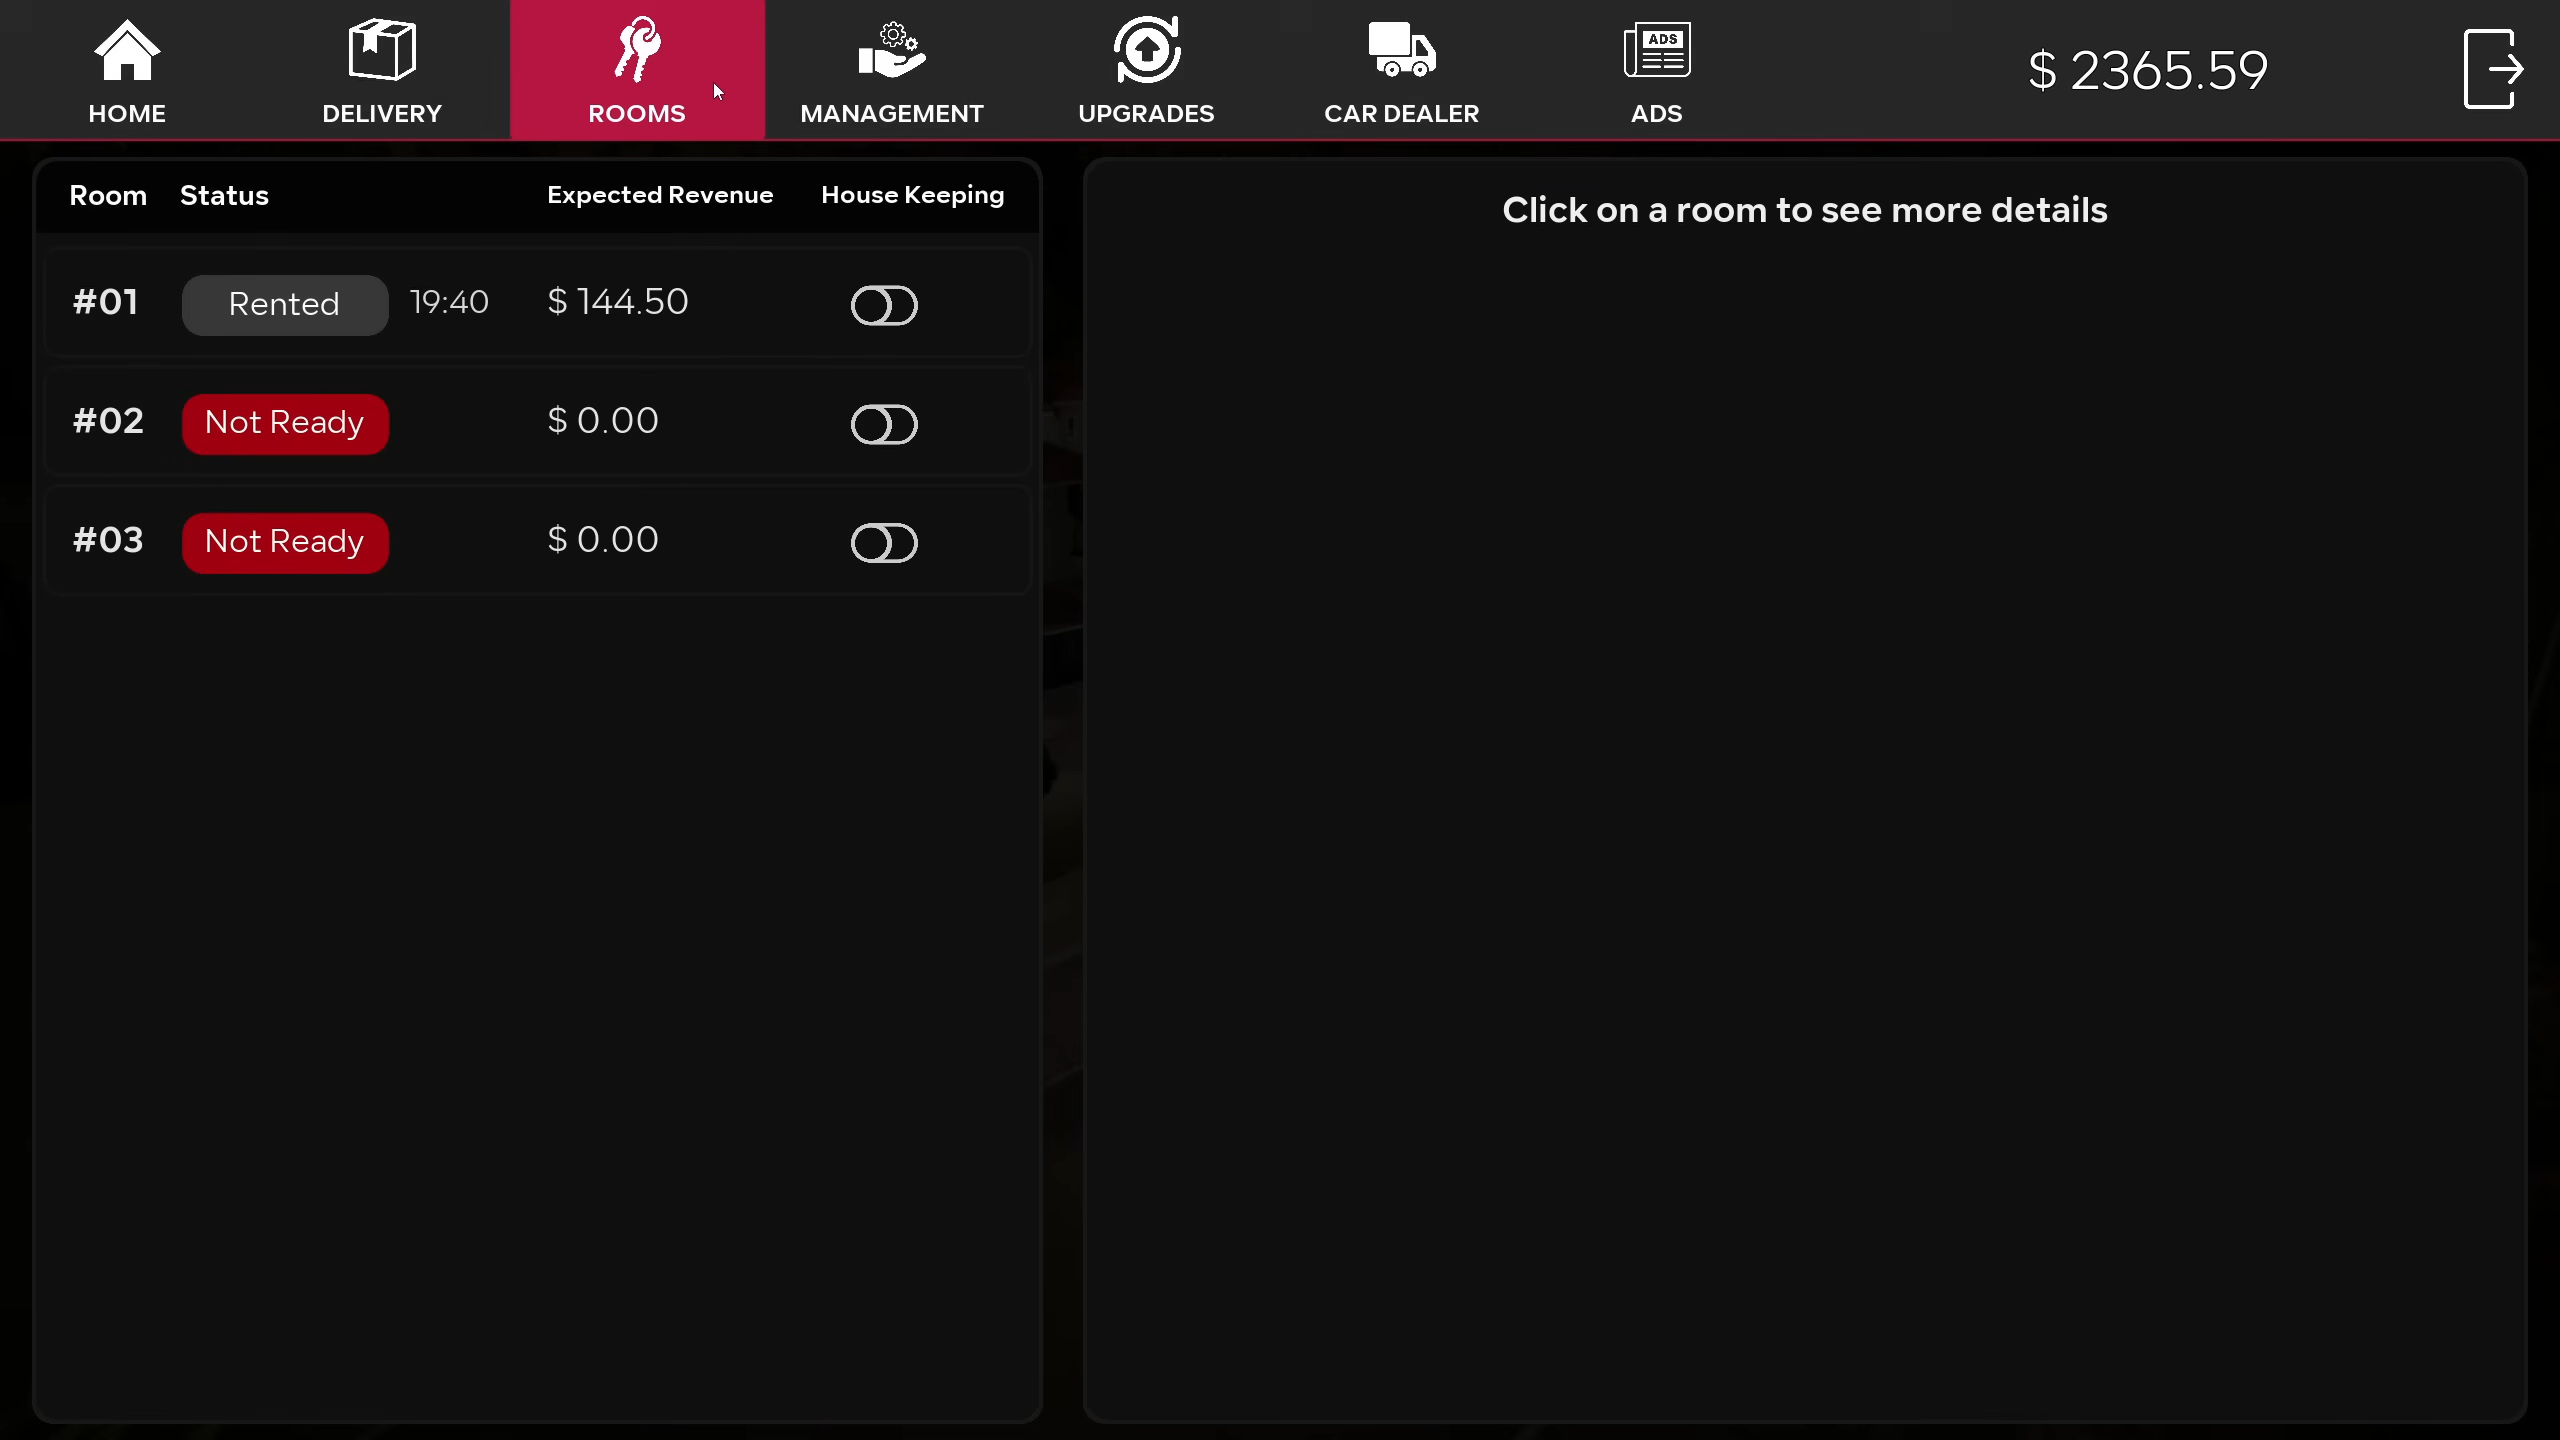 HOME
DELIVERY
ROOMS
MANAGEMENT
UPGRADES
CAR DEALER
ADS
ADS
$ 2365.59
Room Status Expected Revenue House Keeping
#01 Rented 19:40 $ 144.50
#02 Not Ready $ 0.00
#03 Not Ready $ 0.00
Click on a room to see more details